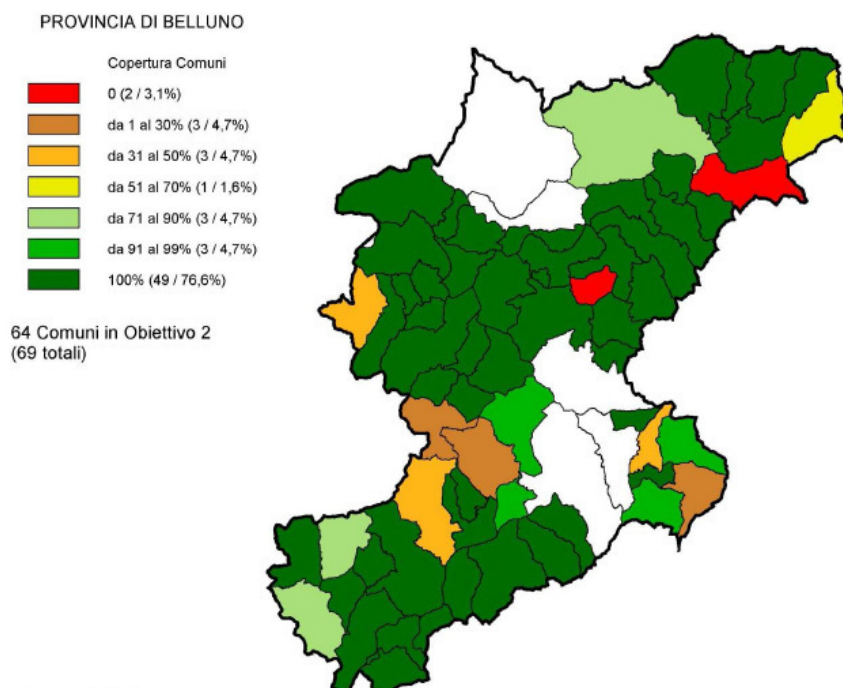 PROVINCIA DI BELLUNO
Copertura Comuni
0 (2 / 3,1%)
da 1 al 30% (3 / 4,7%)
da 31 al 50% (3 / 4,7%)
da 51 al 70% (1 / 1,6%)
da 71 al 90% (3 / 4,7%)
da 91 al 99% (3 / 4,7%)
100% (49 / 76,6%)
64 Comuni in Obiettivo 2
(69 totali)